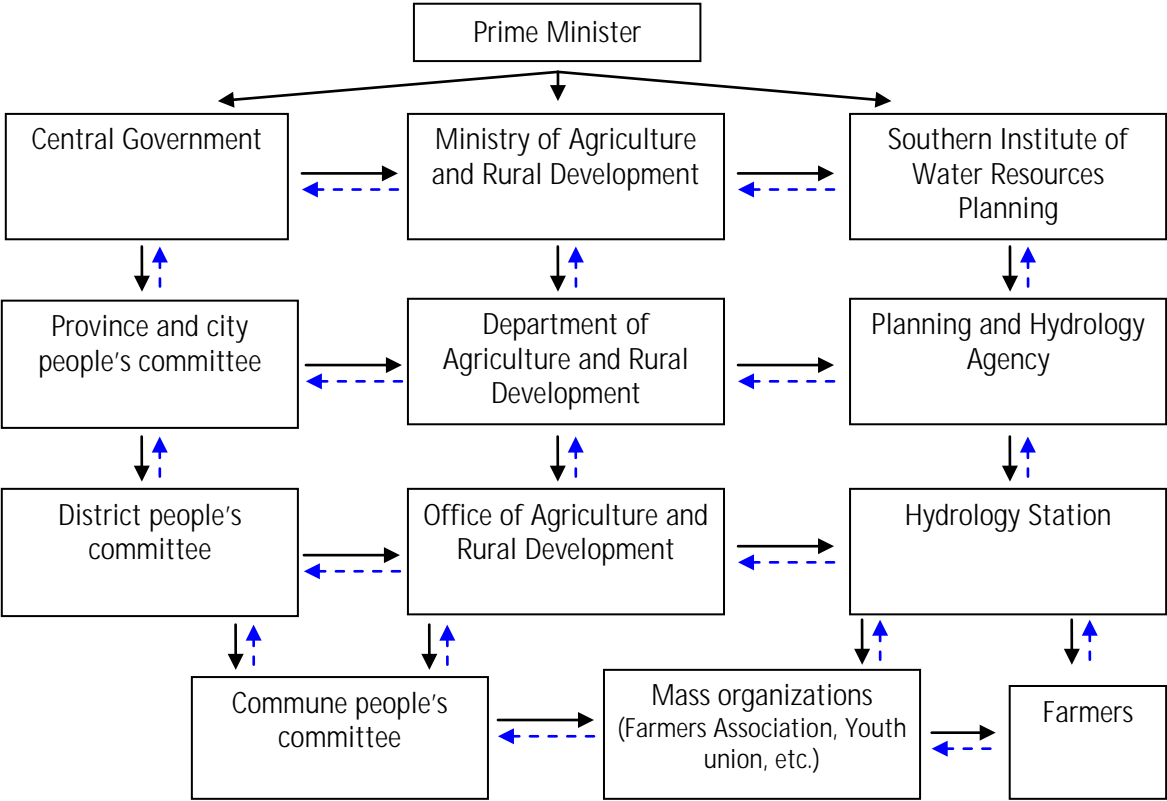 Prime Minister
Central Government
Ministry of Agriculture
and Rural Development
Southern Institute of
Water Resources
Planning
Province and city
people's committee
Department of
Agriculture and Rural
Development
Planning and Hydrology
Agency
District people's
committee
Office of Agriculture and
Rural Development
Hydrology Station
Commune people's
committee
Mass organizations
(Farmers Association, Youth
union, etc.)
Farmers